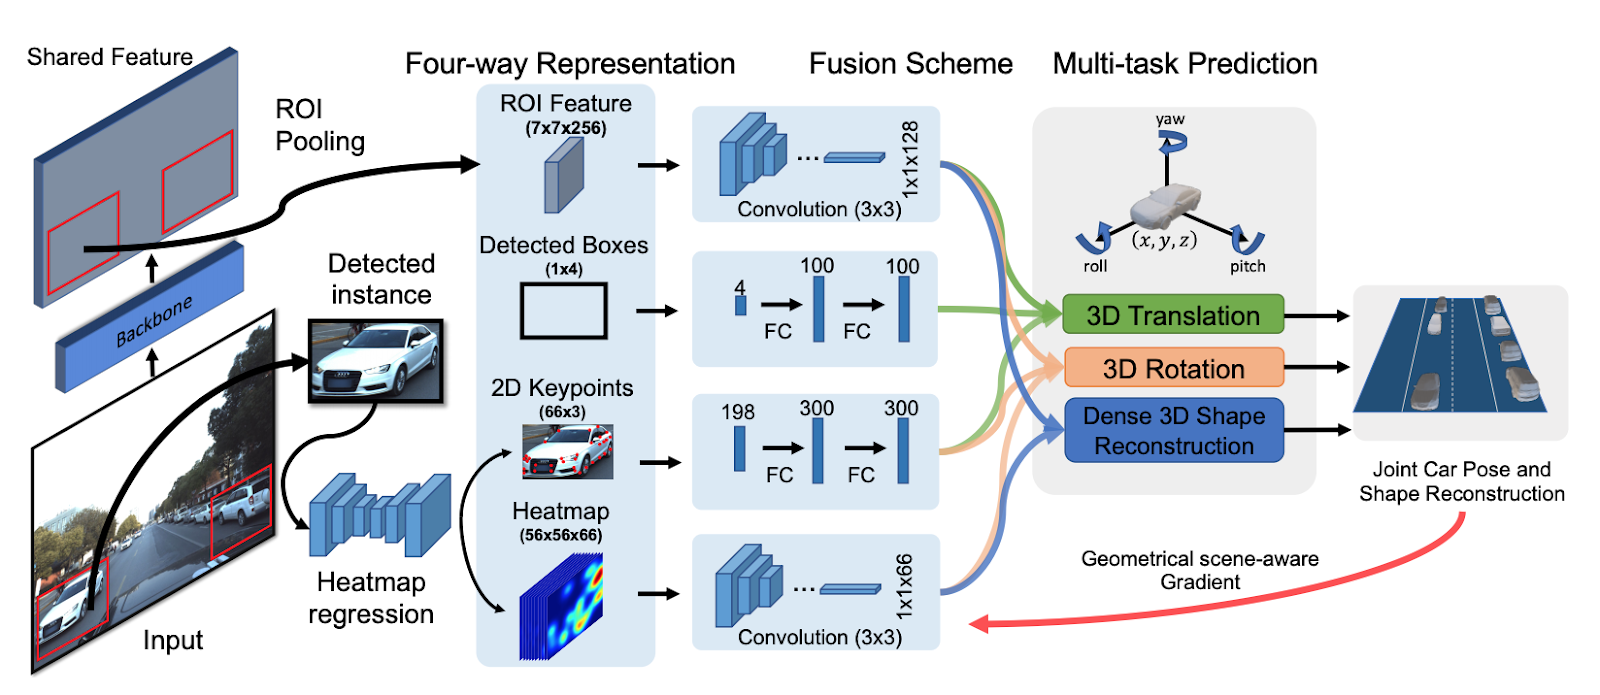 Shared Feature
ROI
Pooling
Backbone
Input
Detected
instance
Heatmap
regression
Four-way Representation
ROI Feature
(7x7x256)
Detected Boxes
(1x4)
2D Keypoints
(66x3)
Heatmap
(56x56x66)
Fusion Scheme
...
1x1x128
Convolution (3x3)
4
100
100
FC
FC
198
300
300
FC
FC
...
1x1x66
Convolution (3x3)
Multi-task Prediction
yaw
(x, y, z)
roll
pitch
3D Translation
3D Rotation
Dense 3D Shape
Reconstruction
Joint Car Pose and
Shape Reconstruction
Geometrical scene-aware
Gradient